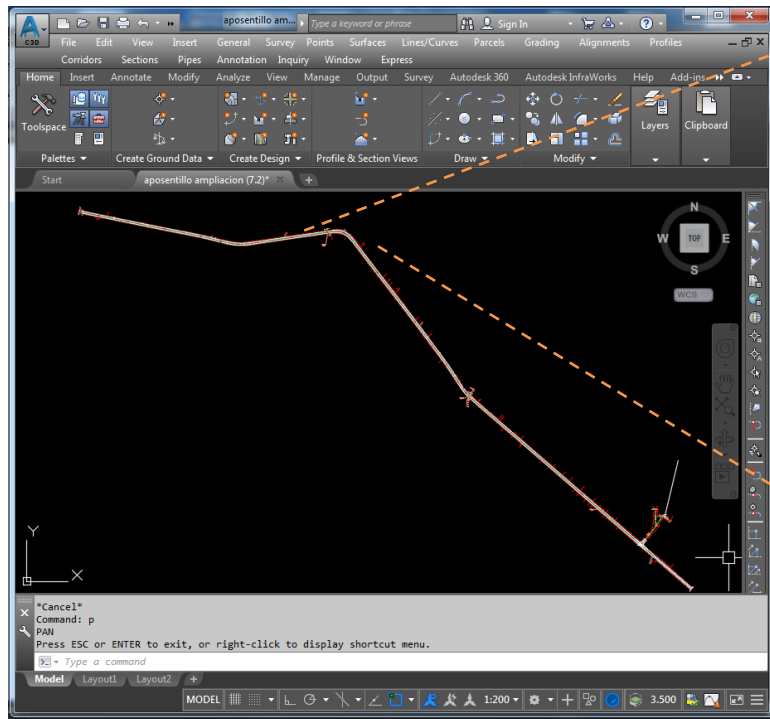 aposentillo am... Type a keyword or phrase Sign In
C3D File Edit View Insert General Survey Points Surfaces Lines/Curves Parcels Grading Alignments Profiles
Corridors Sections Pipes Annotation Inquiry Window Express
Home Insert Annotate Modify Analyze View Manage Output Survey Autodesk 360 Autodesk InfraWorks Help Add-ins
Toolspace Layers Clipboard
Palettes Create Ground Data Create Design Profile & Section Views Draw Modify
Start aposentillo ampliacion (7.2)*
N
W TOP E
S
WCS
Y
X
*Cancel*
Command: p
PAN
Press ESC or ENTER to exit, or right-click to display shortcut menu.
Type a command
Model Layout1 Layout2 +
MODEL 1:200 3.500